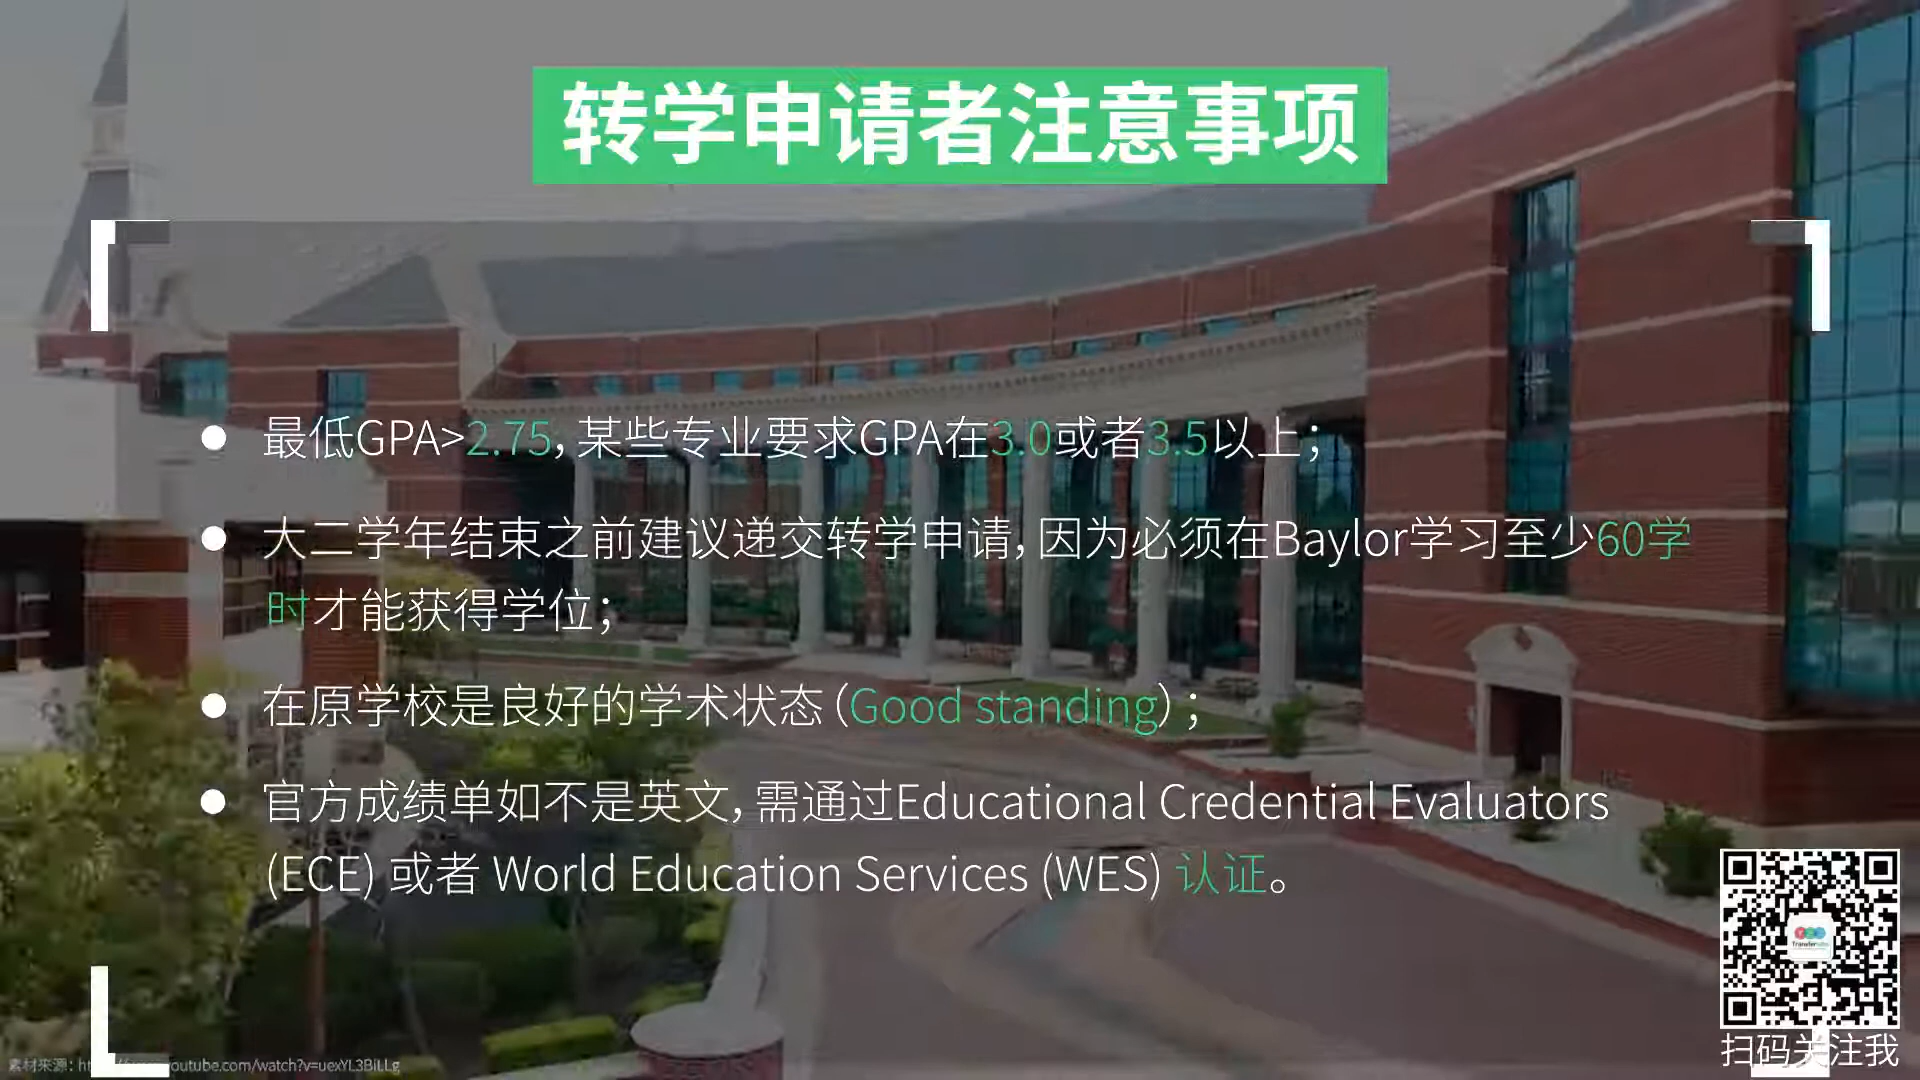 转学申请者注意事项
● 最低GPA>2.75，某些专业要求GPA在3.0或者3.5以上；
● 大二学年结束之前建议递交转学申请，因为必须在Baylor学习至少60学
时才能获得学位；
● 在原学校是良好的学术状态（Good standing）；
● 官方成绩单如不是英文，需通过Educational Credential Evaluators
(ECE) 或者 World Education Services (WES) 认证。
扫码关注我
素材来源：